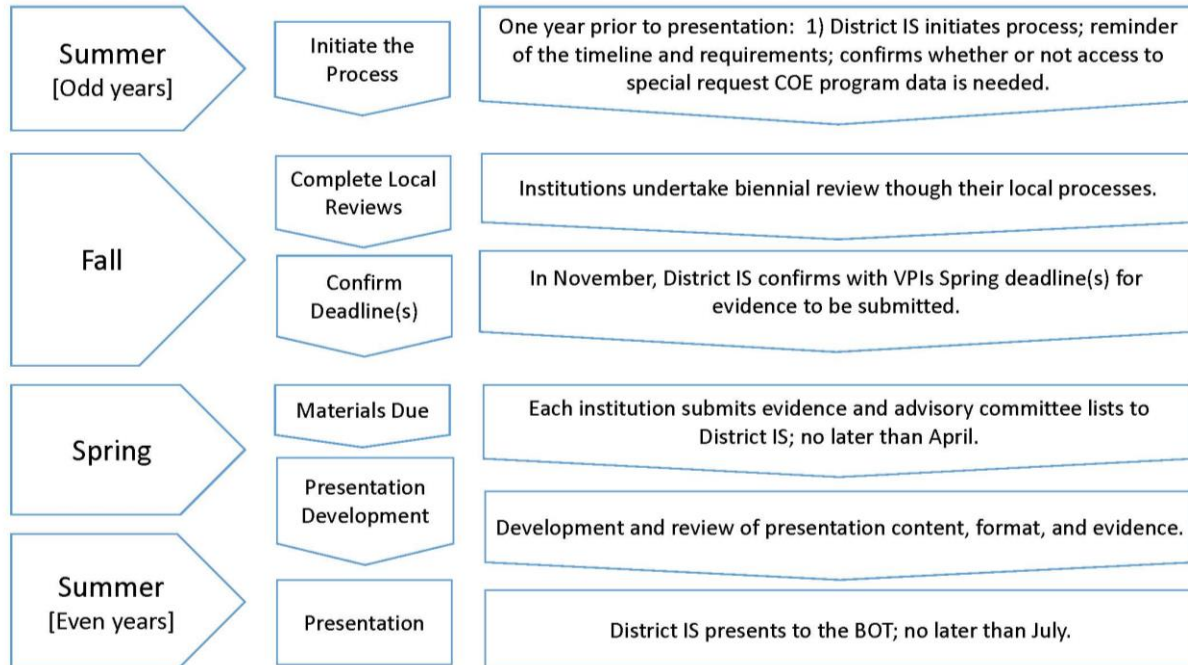 Summer
[Odd years]
Initiate the
Process
One year prior to presentation: 1) District IS initiates process; reminder
of the timeline and requirements; confirms whether or not access to
special request COE program data is needed.
Fall
Complete Local
Reviews
Institutions undertake biennial review though their local processes.
Confirm
Deadline(s)
In November, District IS confirms with VPIs Spring deadline(s) for
evidence to be submitted.
Spring
Materials Due
Each institution submits evidence and advisory committee lists to
District IS; no later than April.
Presentation
Development
Development and review of presentation content, format, and evidence.
Summer
[Even years]
Presentation
District IS presents to the BOT; no later than July.